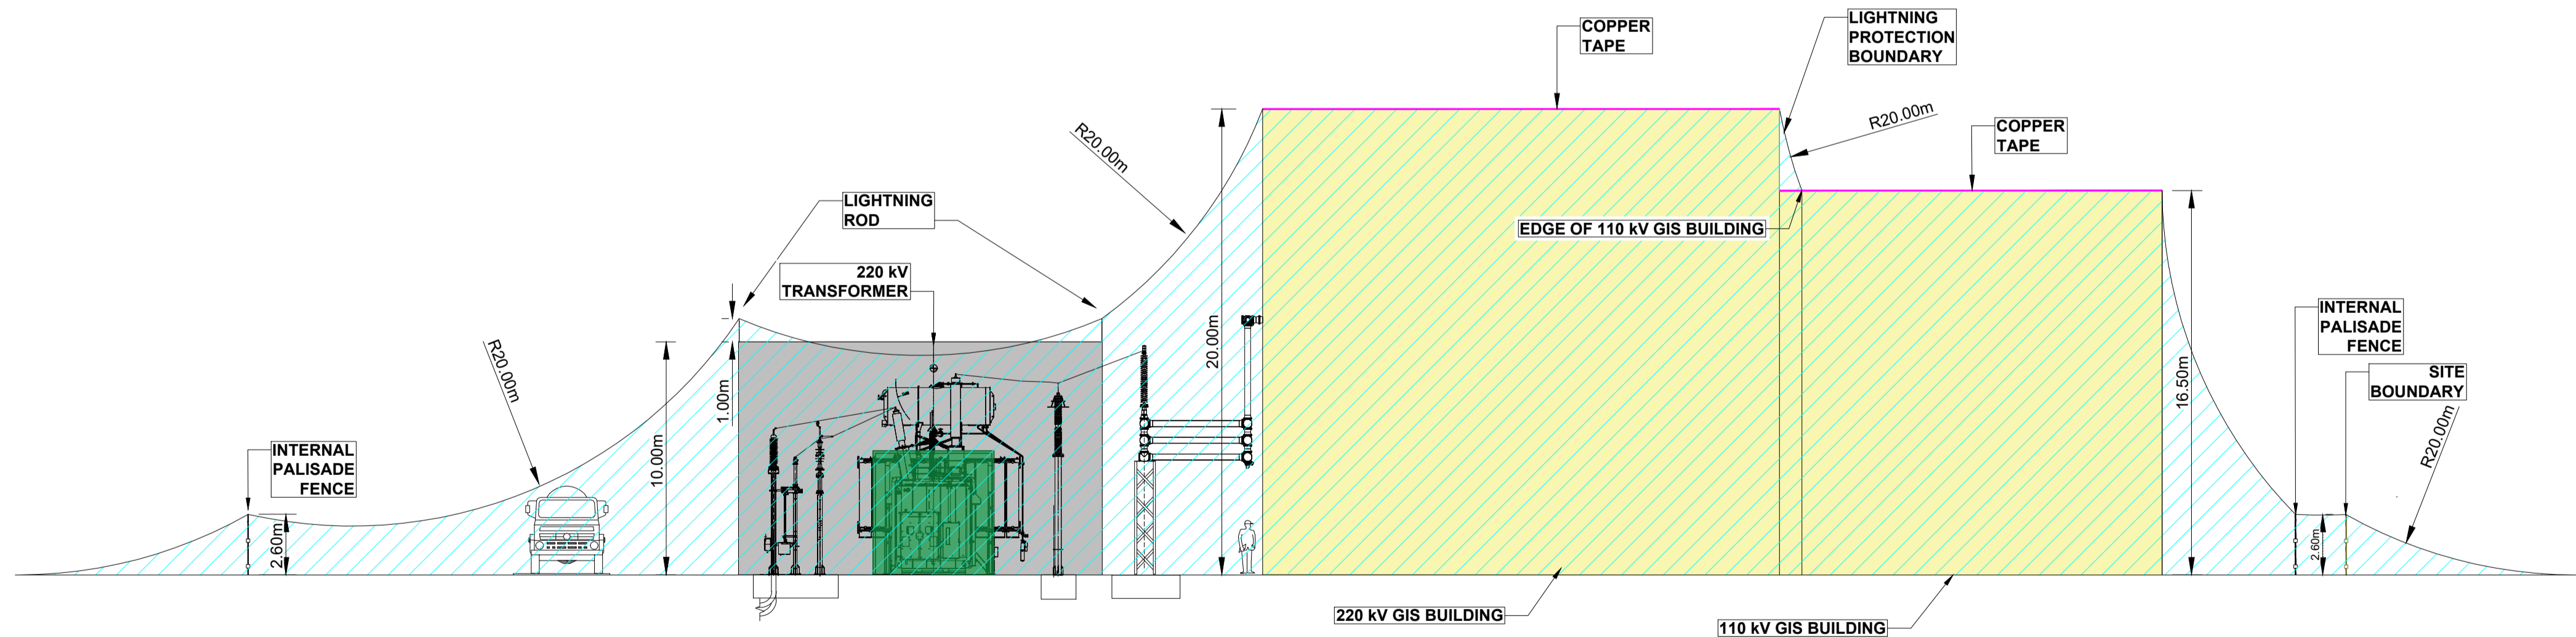 COPPER
TAPE
LIGHTNING
PROTECTION
BOUNDARY
R20.00m
COPPER
TAPE
R20.00m
LIGHTNING
ROD
EDGE OF 110 kV GIS BUILDING
220 kV
TRANSFORMER
INTERNAL
PALISADE
FENCE
SITE
BOUNDARY
R20.00m
1.00m
20.00m
16.50m
R20.00m
INTERNAL
PALISADE
FENCE
10.00m
2.60m
2.60m
220 kV GIS BUILDING
110 kV GIS BUILDING